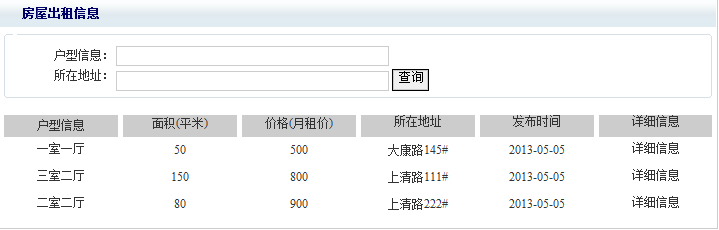 房屋出租信息
户型信息：
所在地址： 查询
户型信息 面积(平米) 价格(月租价) 所在地址 发布时间 详细信息
一室一厅 50 500 大康路145# 2013-05-05 详细信息
三室二厅 150 800 上清路111# 2013-05-05 详细信息
二室二厅 80 900 上清路222# 2013-05-05 详细信息